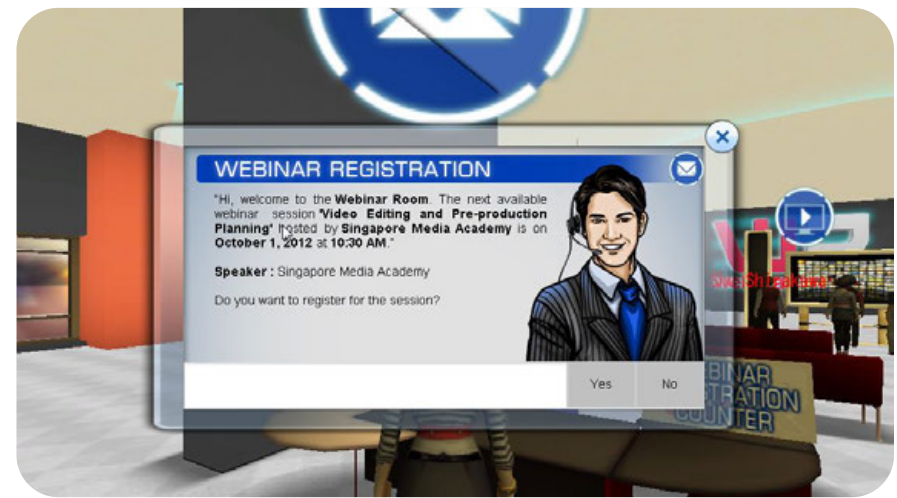 WEBINAR REGISTRATION
"Hi, welcome to the Webinar Room. The next available
webinar session "Video Editing and Pre-production
Planning" hosted by Singapore Media Academy is on
October 1, 2012 at 10:30 AM."
Speaker : Singapore Media Academy
Do you want to register for the session?
Yes
No
COUNTER